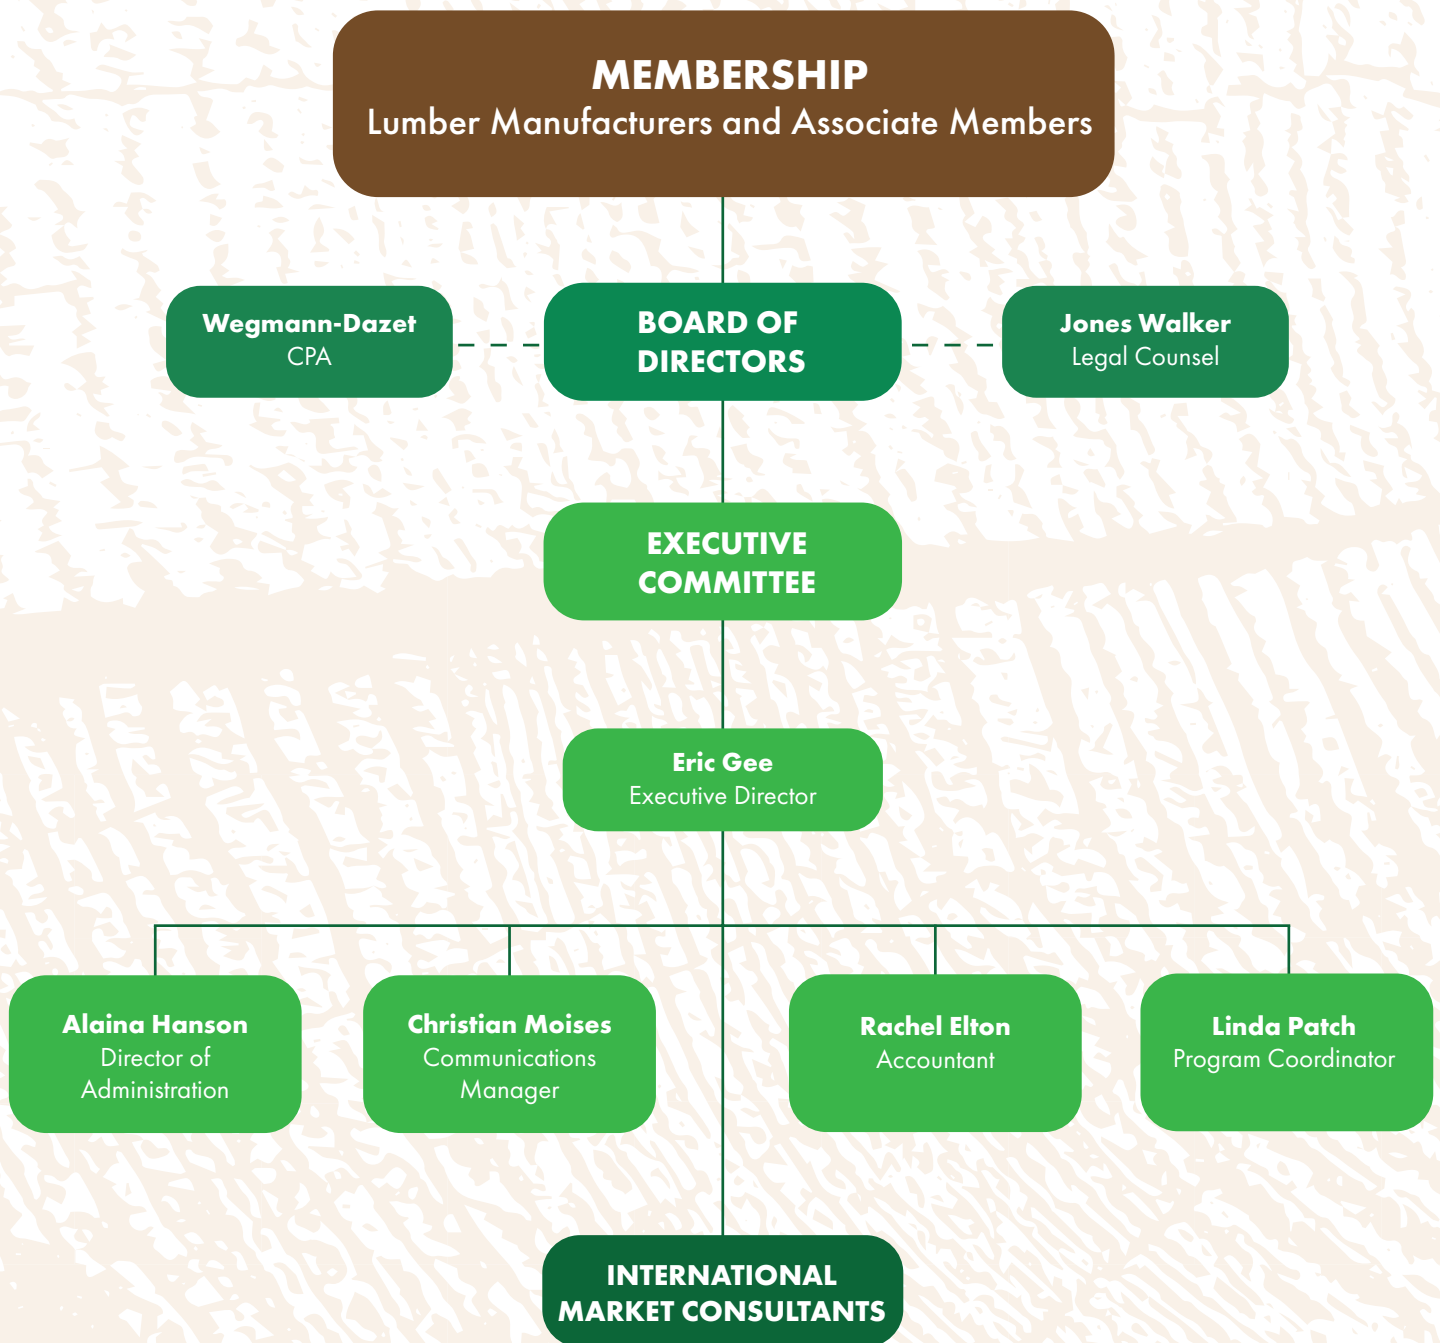 MEMBERSHIP
Lumber Manufacturers and Associate Members
Wegmann-Dazet
CPA
BOARD OF
DIRECTORS
Jones Walker
Legal Counsel
EXECUTIVE
COMMITTEE
Eric Gee
Executive Director
Alaina Hanson
Director of
Administration
Christian Moises
Communications
Manager
Rachel Elton
Accountant
Linda Patch
Program Coordinator
INTERNATIONAL
MARKET CONSULTANTS